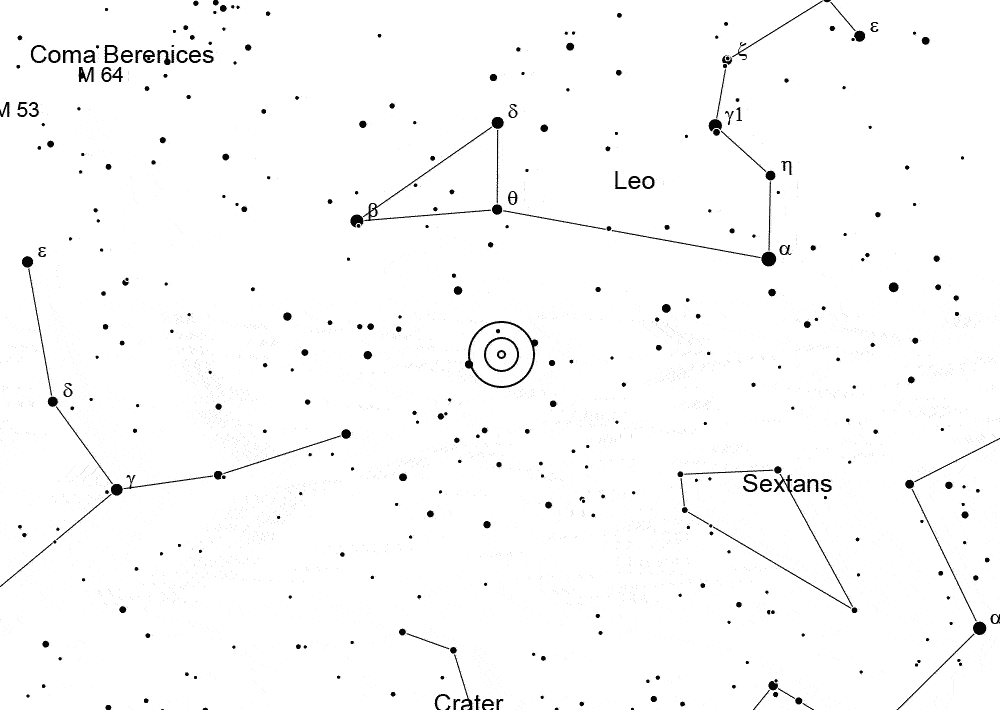 ε
ζ
Coma Berenices
M 64
M 53
δ
γ1
η
Leo
θ
β
α
ε
δ
γ
Sextans
α
Crater